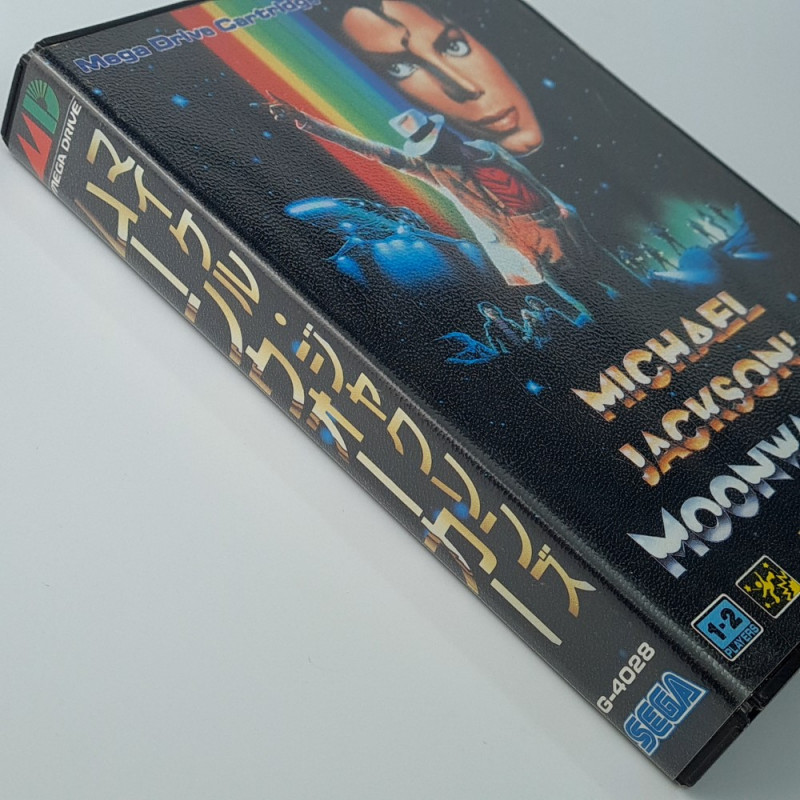 Mega Drive Cartridge
MD
MEGA DRIVE
マイケル・ジャクソンズ
ムーンウォーカー
G-4028
SEGA
MICHAEL
JACKSON'
MOONWA
1-2
PLAYERS